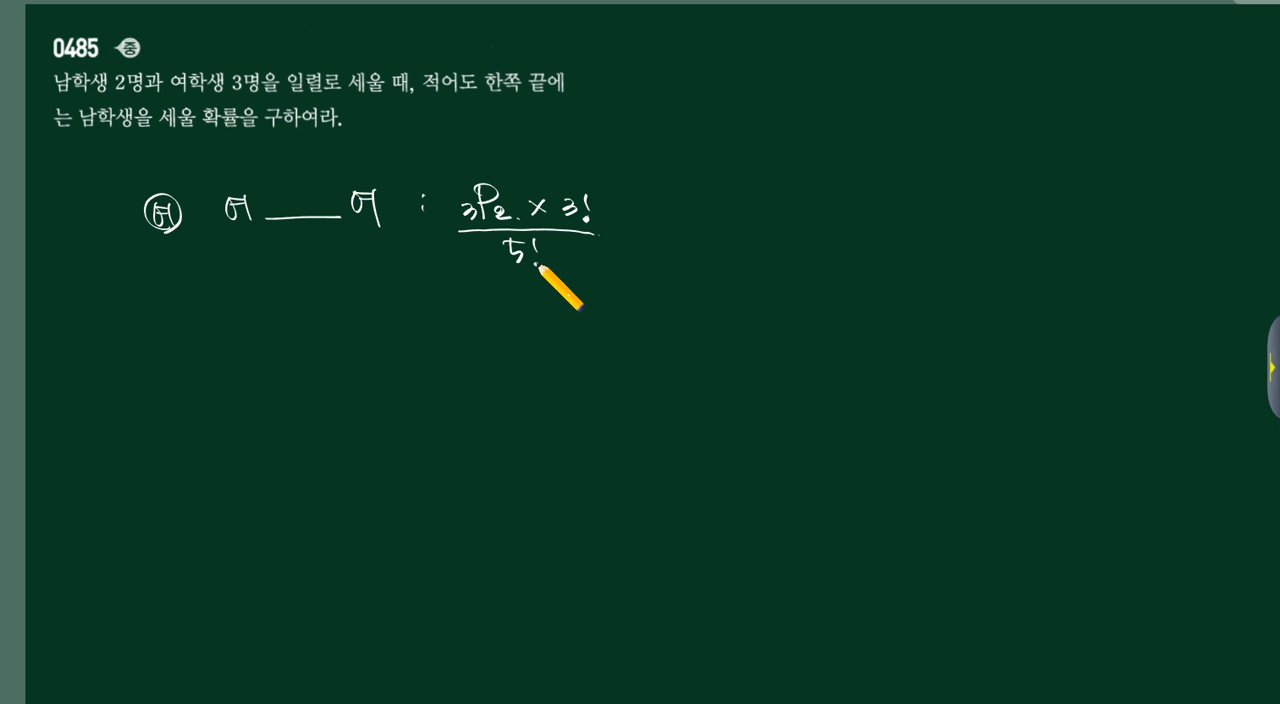 0485 중
남학생 2명과 여학생 3명을 일렬로 세울 때, 적어도 한쪽 끝에
는 남학생을 세울 확률을 구하여라.
여 여 ___ 여 : 3P2 × 3!
5!